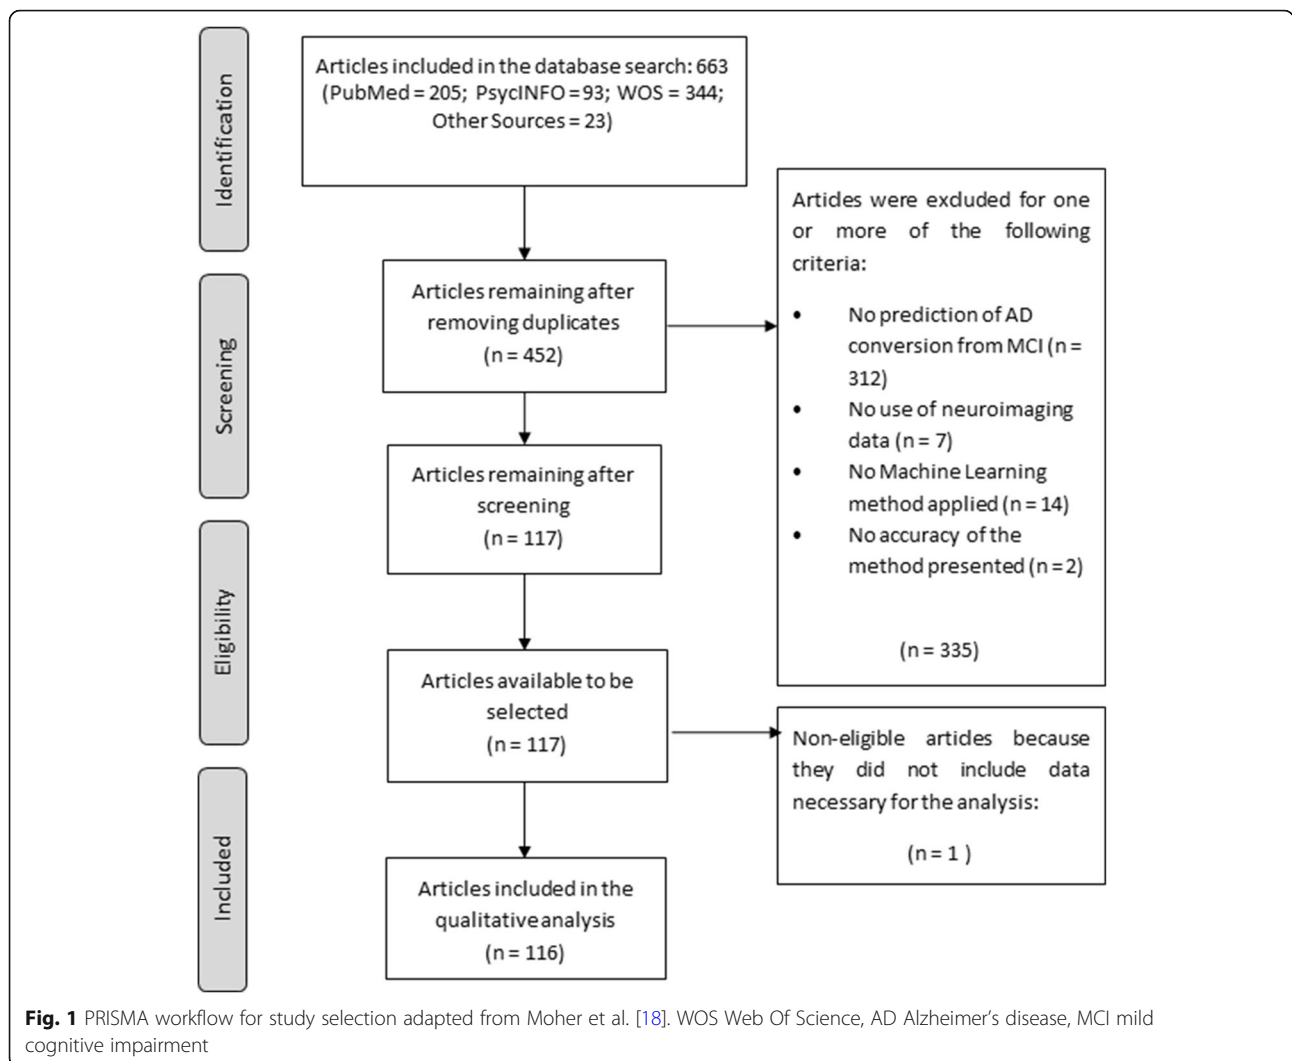 Identification
Articles included in the database search: 663
(PubMed = 205; PsycINFO = 93; WOS = 344;
Other Sources = 23)
Screening
Articles remaining after
removing duplicates
(n = 452)
Articles were excluded for one
or more of the following
criteria:
• No prediction of AD
conversion from MCI (n =
312)
• No use of neuroimaging
data (n = 7)
• No Machine Learning
method applied (n = 14)
• No accuracy of the
method presented (n = 2)
(n = 335)
Articles remaining after
screening
(n = 117)
Eligibility
Articles available to be
selected
(n = 117)
Non-eligible articles because
they did not include data
necessary for the analysis:
(n = 1 )
Included
Articles included in the
qualitative analysis
(n = 116)
Fig. 1 PRISMA workflow for study selection adapted from Moher et al. [18]. WOS Web Of Science, AD Alzheimer's disease, MCI mild
cognitive impairment